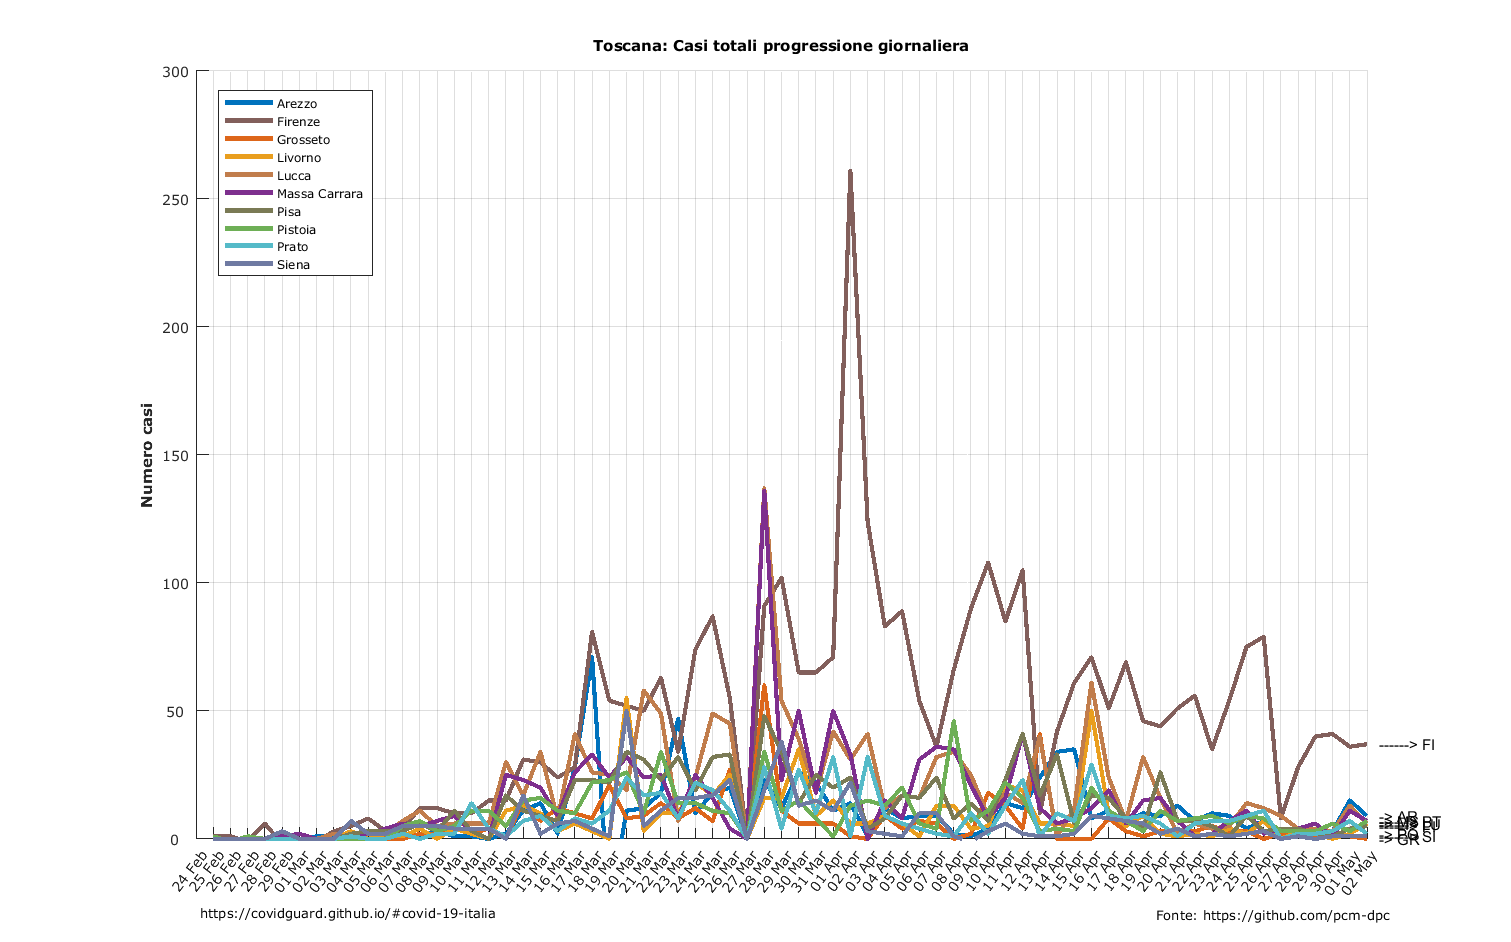 Toscana: Casi totali progressione giornaliera
300
250
200
150
100
50
0
Numero casi
Arezzo
Firenze
Grosseto
Livorno
Lucca
Massa Carrara
Pisa
Pistoia
Prato
Siena
------> FI
-> AR
-> GR
24 Feb
25 Feb
26 Feb
27 Feb
28 Feb
29 Feb
01 Mar
02 Mar
03 Mar
04 Mar
05 Mar
06 Mar
07 Mar
08 Mar
09 Mar
10 Mar
11 Mar
12 Mar
13 Mar
14 Mar
15 Mar
16 Mar
17 Mar
18 Mar
19 Mar
20 Mar
21 Mar
22 Mar
23 Mar
24 Mar
25 Mar
26 Mar
27 Mar
28 Mar
29 Mar
30 Mar
31 Mar
01 Apr
02 Apr
03 Apr
04 Apr
05 Apr
06 Apr
07 Apr
08 Apr
09 Apr
10 Apr
11 Apr
12 Apr
13 Apr
14 Apr
15 Apr
16 Apr
17 Apr
18 Apr
19 Apr
20 Apr
21 Apr
22 Apr
23 Apr
24 Apr
25 Apr
26 Apr
27 Apr
28 Apr
29 Apr
30 Apr
01 May
02 May
https://covidguard.github.io/#covid-19-italia
Fonte: https://github.com/pcm-dpc